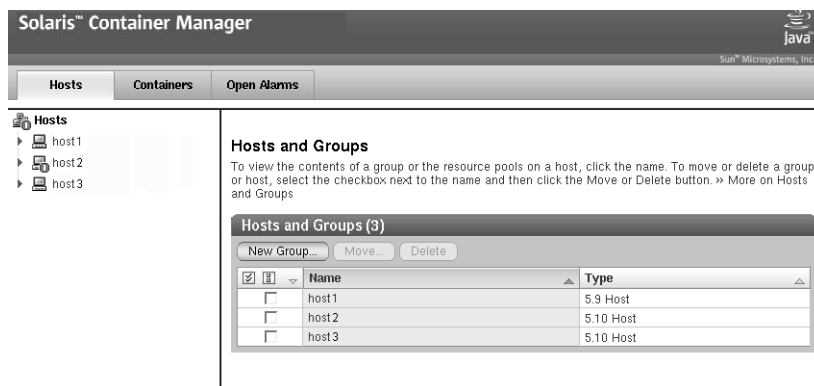 Solaris™ Container Manager
Java™
Sun™ Microsystems, Inc.
Hosts
Containers
Open Alarms
Hosts
host1
host2
host3
Hosts and Groups
To view the contents of a group or the resource pools on a host, click the name. To move or delete a group
or host, select the checkbox next to the name and then click the Move or Delete button. ›› More on Hosts
and Groups
Hosts and Groups (3)
New Group... Move... Delete
Name Type
host1 5.9 Host
host2 5.10 Host
host3 5.10 Host